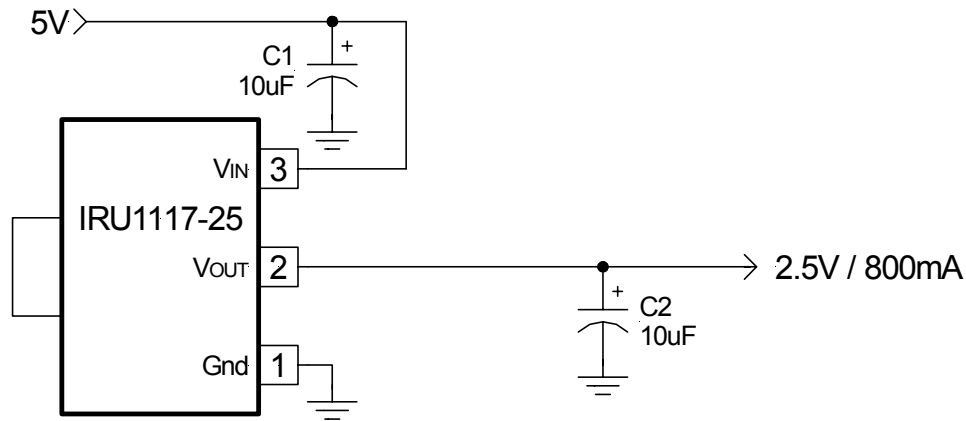 5V
C1
+
10uF
VIN 3
IRU1117-25
VOUT 2
2.5V / 800mA
+
C2
10uF
Gnd 1